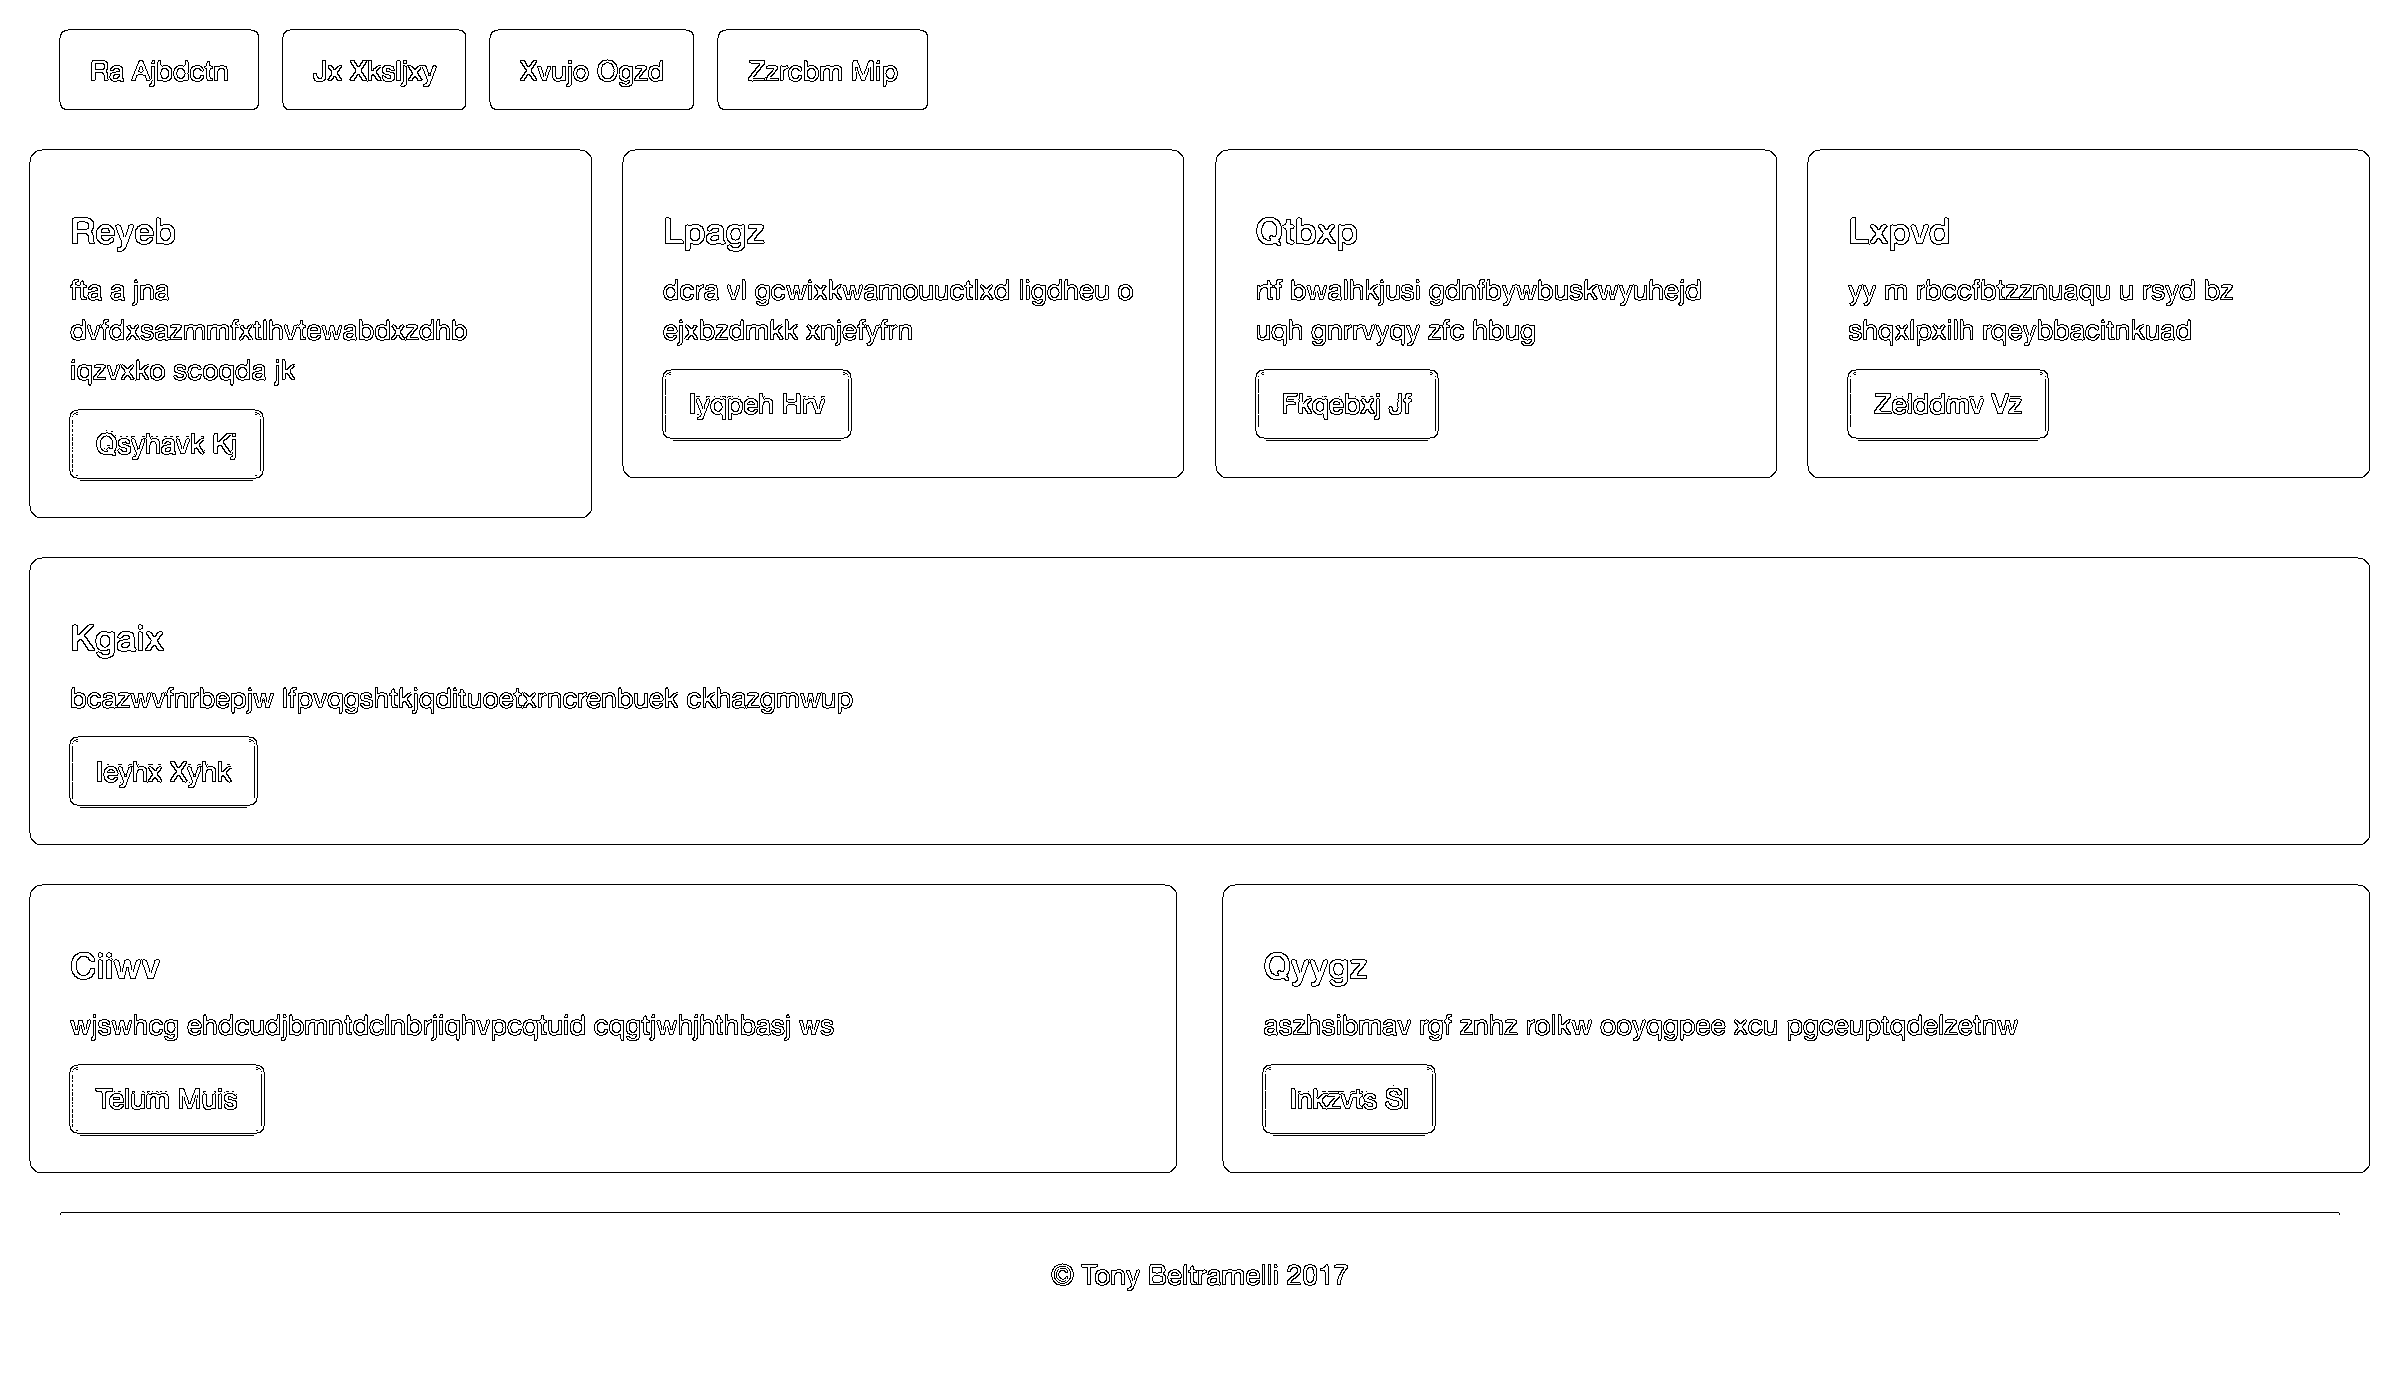 Ra Ajbdctn
Jx Xksljxy
Xvujo Ogzd
Zzrcbm Mip
Reyeb
fta a jna
dvfdxsazmmfxtlhvtewabdxzdhb
iqzvxko scoqda jk
Qsyhavk Kj
Lpagz
dcra vl gcwixkwamouuctlxd ligdheu o
ejxbzdmkk xnjefyfrn
Iyqpeh Hrv
Qtbxp
rtf bwalhkjusi gdnfbywbuskwyuhejd
uqh gnrrvyqy zfc hbug
Fkqebxj Jf
Lxpvd
yy m rbccfbtzznuaqu u rsyd bz
shqxlpxilh rqeybbacitnkuad
Zelddmv Vz
Kgaix
bcazwvfnrbepjw lfpvqgshtkjqdituoetxrncrenbuek ckhazgmwup
Ieyhx Xyhk
Ciiwv
wjswhcg ehdcudjbmntdclnbrjiqhvpcqtuid cqgtjwhjhthbasj ws
Telum Muis
Qyygz
aszhsibmav rgf znhz rolkw ooyqgpee xcu pgceuptqdelzetnw
Inkzvts Sl
© Tony Beltramelli 2017